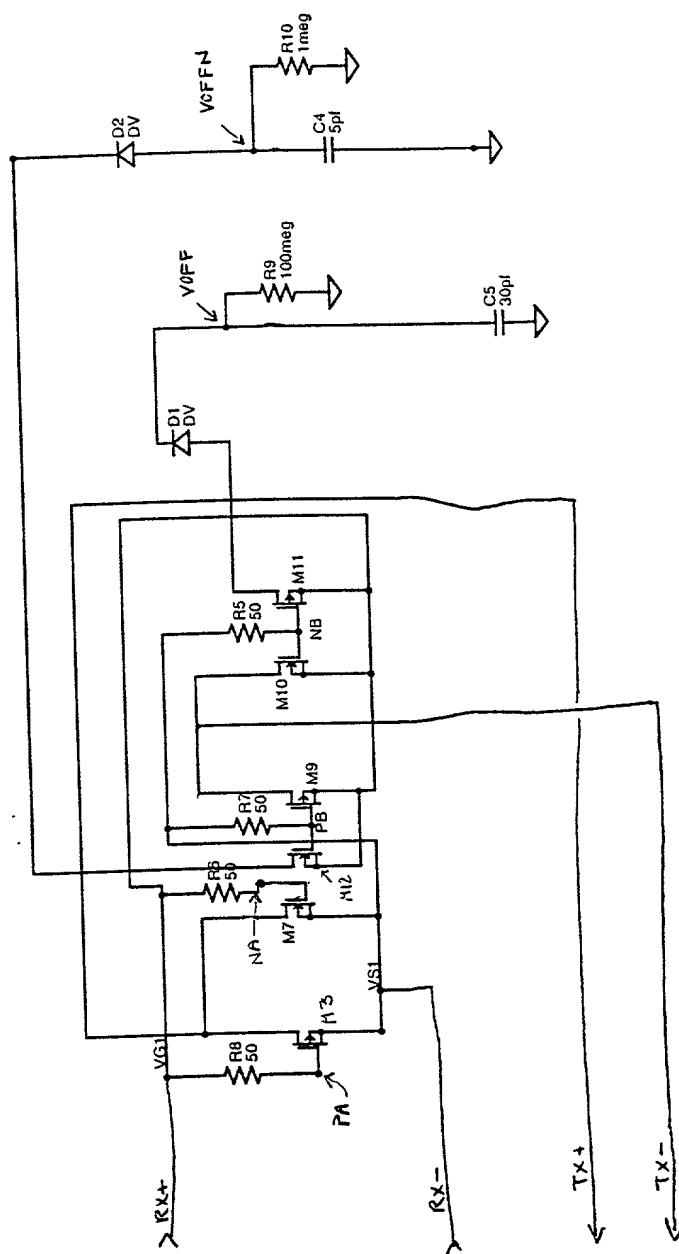 RX+
VG1
R8
50
PA
M3
NA
R6
50
M7
M12
R7
50
PB
M9
M10
R5
50
NB
M11
D1
DV
VOFF
R9
100meg
C5
30pf
D2
DV
VOFFN
R10
1meg
C4
5pf
VS1
RX-
TX+
TX-